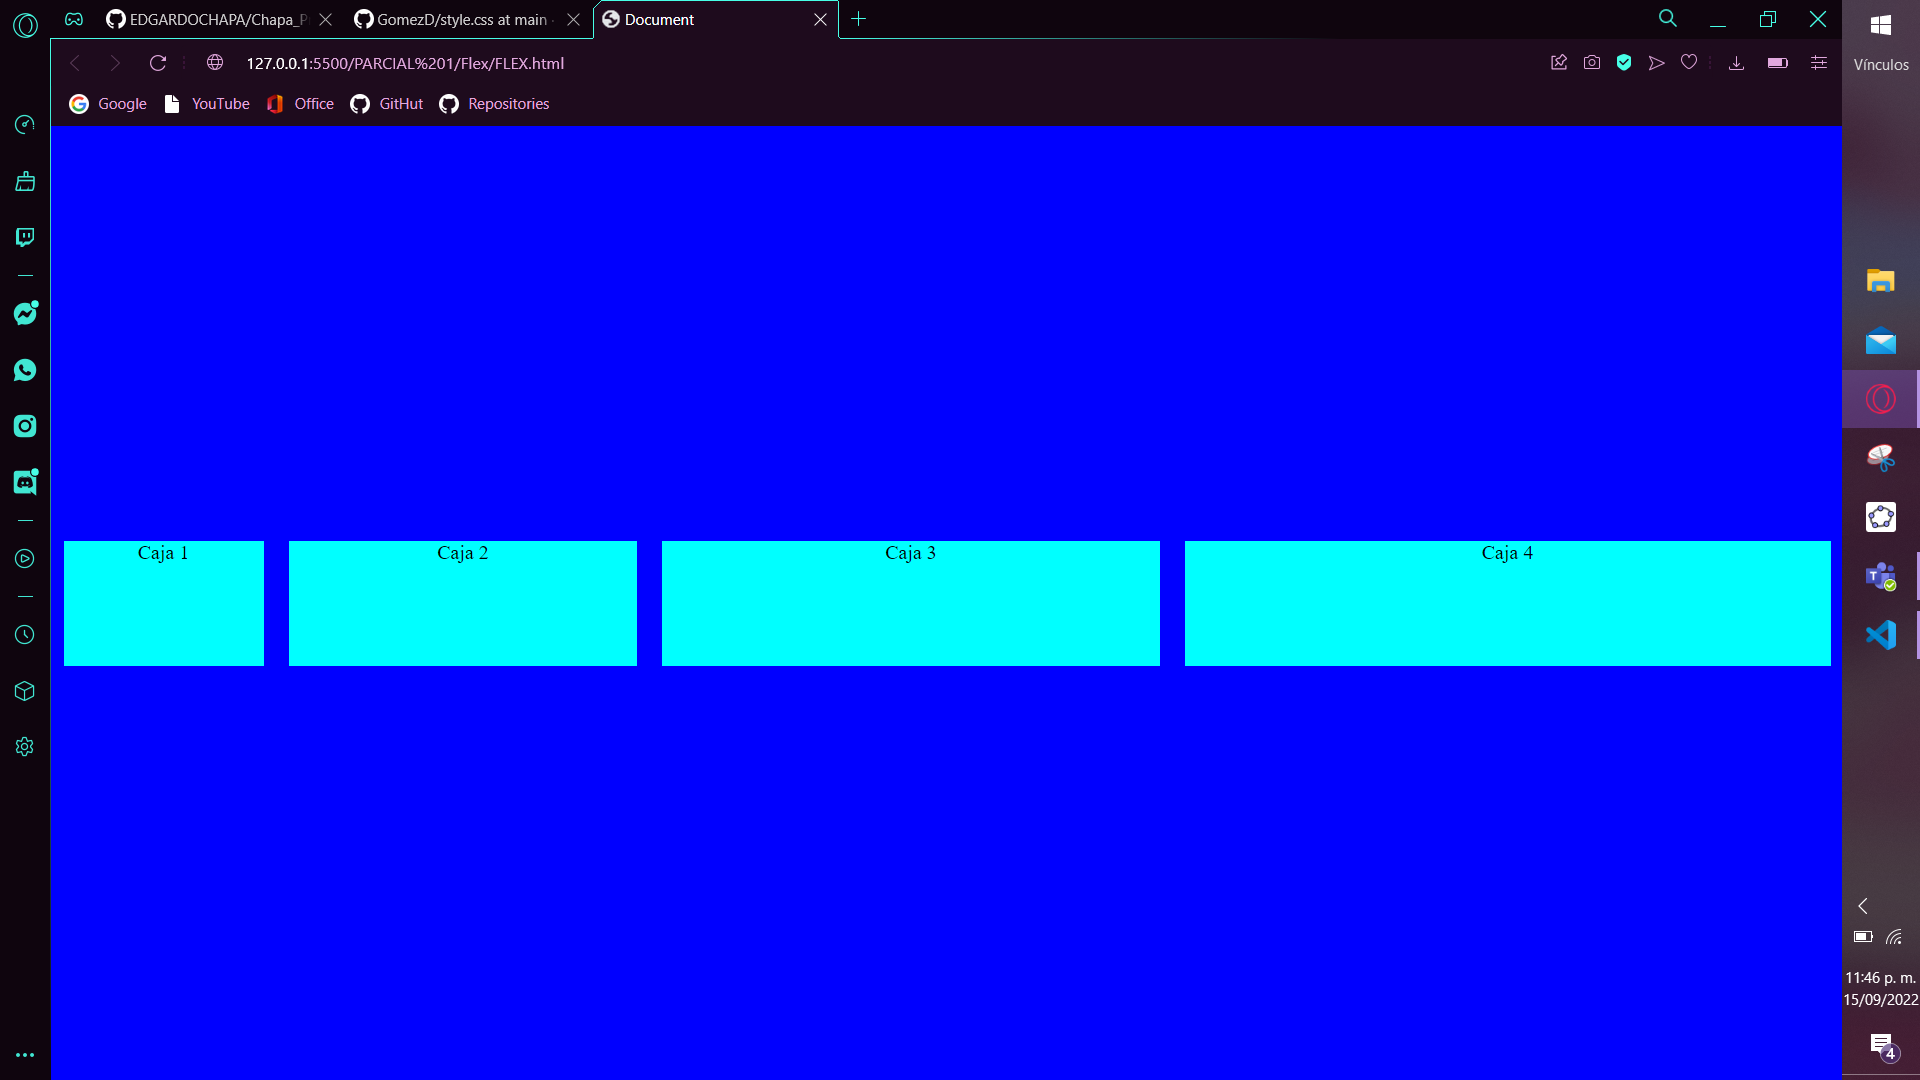 EDGARDOCHAPA/Chapa_P
GomezD/style.css at main
Document
127.0.0.1:5500/PARCIAL%201/Flex/FLEX.html
Google
YouTube
Office
GitHut
Repositories
Vínculos
Caja 1
Caja 2
Caja 3
Caja 4
11:46 p. m.
15/09/2022
4